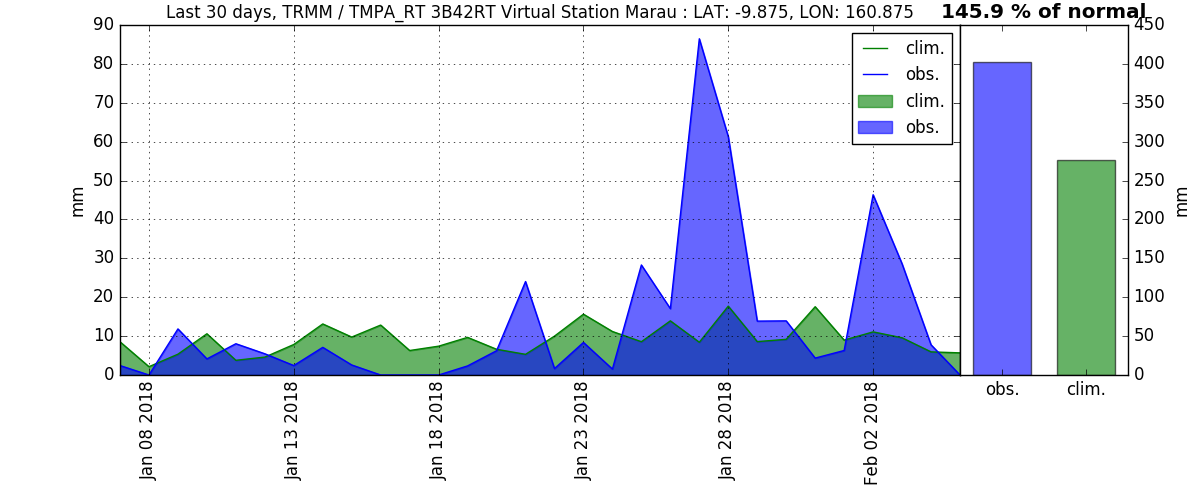 Last 30 days, TRMM / TMPA_RT 3B42RT Virtual Station Marau : LAT: -9.875, LON: 160.875
145.9 % of normal
90
80
70
60
50
40
30
20
10
0
mm
clim.
obs.
clim.
obs.
450
400
350
300
250
200
150
100
50
0
mm
Jan 08 2018
Jan 13 2018
Jan 18 2018
Jan 23 2018
Jan 28 2018
Feb 02 2018
obs.
clim.